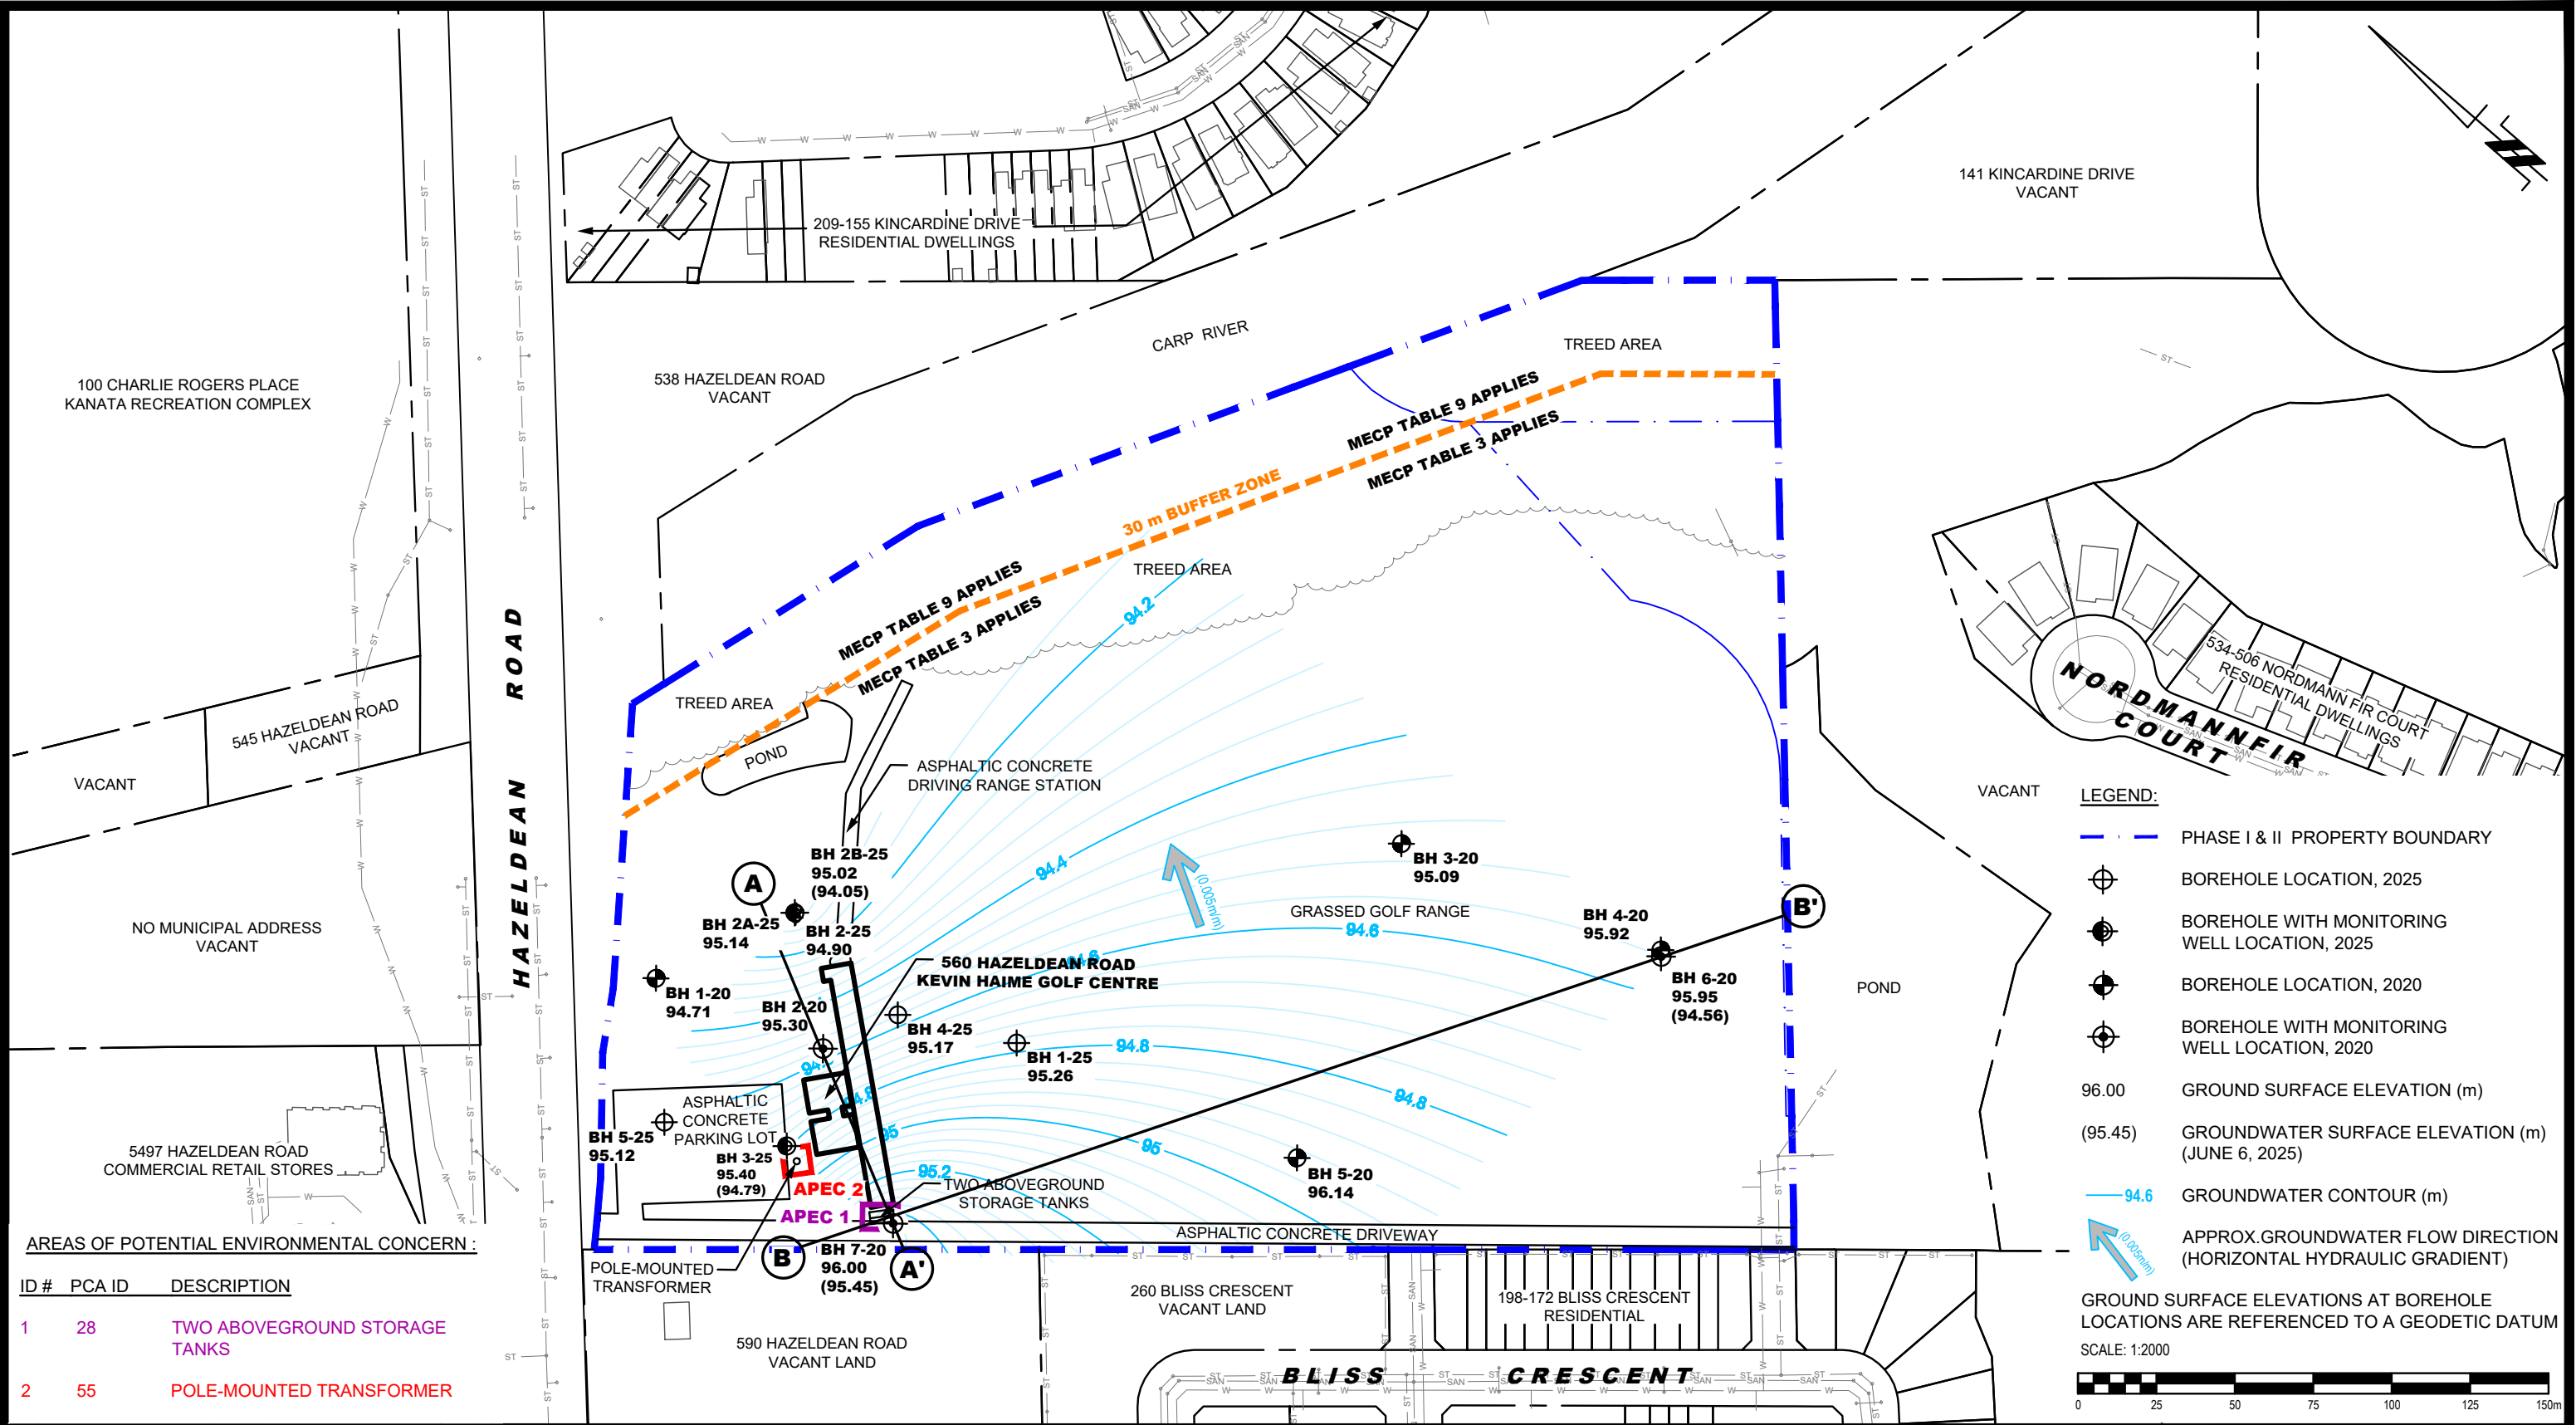 209-155 KINCARDINE DRIVE
RESIDENTIAL DWELLINGS
141 KINCARDINE DRIVE
VACANT
CARP RIVER
TREED AREA
100 CHARLIE ROGERS PLACE
KANATA RECREATION COMPLEX
538 HAZELDEAN ROAD
VACANT
MECP TABLE 9 APPLIES
MECP TABLE 3 APPLIES
30 m BUFFER ZONE
TREED AREA
94.2
MECP TABLE 9 APPLIES
MECP TABLE 3 APPLIES
HAZELDEAN ROAD
TREED AREA
POND
545 HAZELDEAN ROAD
VACANT
VACANT
ASPHALTIC CONCRETE
DRIVING RANGE STATION
534-506 NORDMANN FIR COURT
RESIDENTIAL DWELLINGS
NORDMANNFIR
COURT
VACANT
NO MUNICIPAL ADDRESS
VACANT
A
BH 2B-25
95.02
(94.05)
BH 2A-25
95.14
BH 2-25
94.90
94.4
(0.005m/m)
BH 3-20
95.09
GRASSED GOLF RANGE
94.6
BH 4-20
95.92
B'
560 HAZELDEAN ROAD
KEVIN HAIME GOLF CENTRE
94.6
BH 1-20
94.71
BH 2-20
95.30
BH 4-25
95.17
BH 1-25
95.26
94.8
BH 6-20
95.95
(94.56)
POND
94.8
94.8
ASPHALTIC
CONCRETE
PARKING LOT
BH 5-25
95.12
BH 3-25
95.40
(94.79)
APEC 2
95
95
95.2
BH 5-20
96.14
TWO ABOVEGROUND
STORAGE TANKS
APEC 1
ASPHALTIC CONCRETE DRIVEWAY
5497 HAZELDEAN ROAD
COMMERCIAL RETAIL STORES
B
BH 7-20
96.00
(95.45)
A'
POLE-MOUNTED
TRANSFORMER
590 HAZELDEAN ROAD
VACANT LAND
260 BLISS CRESCENT
VACANT LAND
198-172 BLISS CRESCENT
RESIDENTIAL
BLISS CRESCENT
AREAS OF POTENTIAL ENVIRONMENTAL CONCERN :
ID # PCA ID DESCRIPTION
1 28 TWO ABOVEGROUND STORAGE
TANKS
2 55 POLE-MOUNTED TRANSFORMER
LEGEND:
PHASE I & II PROPERTY BOUNDARY
BOREHOLE LOCATION, 2025
BOREHOLE WITH MONITORING
WELL LOCATION, 2025
BOREHOLE LOCATION, 2020
BOREHOLE WITH MONITORING
WELL LOCATION, 2020
96.00 GROUND SURFACE ELEVATION (m)
(95.45) GROUNDWATER SURFACE ELEVATION (m)
(JUNE 6, 2025)
94.6 GROUNDWATER CONTOUR (m)
(0.005m/m) APPROX.GROUNDWATER FLOW DIRECTION
(HORIZONTAL HYDRAULIC GRADIENT)
GROUND SURFACE ELEVATIONS AT BOREHOLE
LOCATIONS ARE REFERENCED TO A GEODETIC DATUM
SCALE: 1:2000
0 25 50 75 100 125 150m